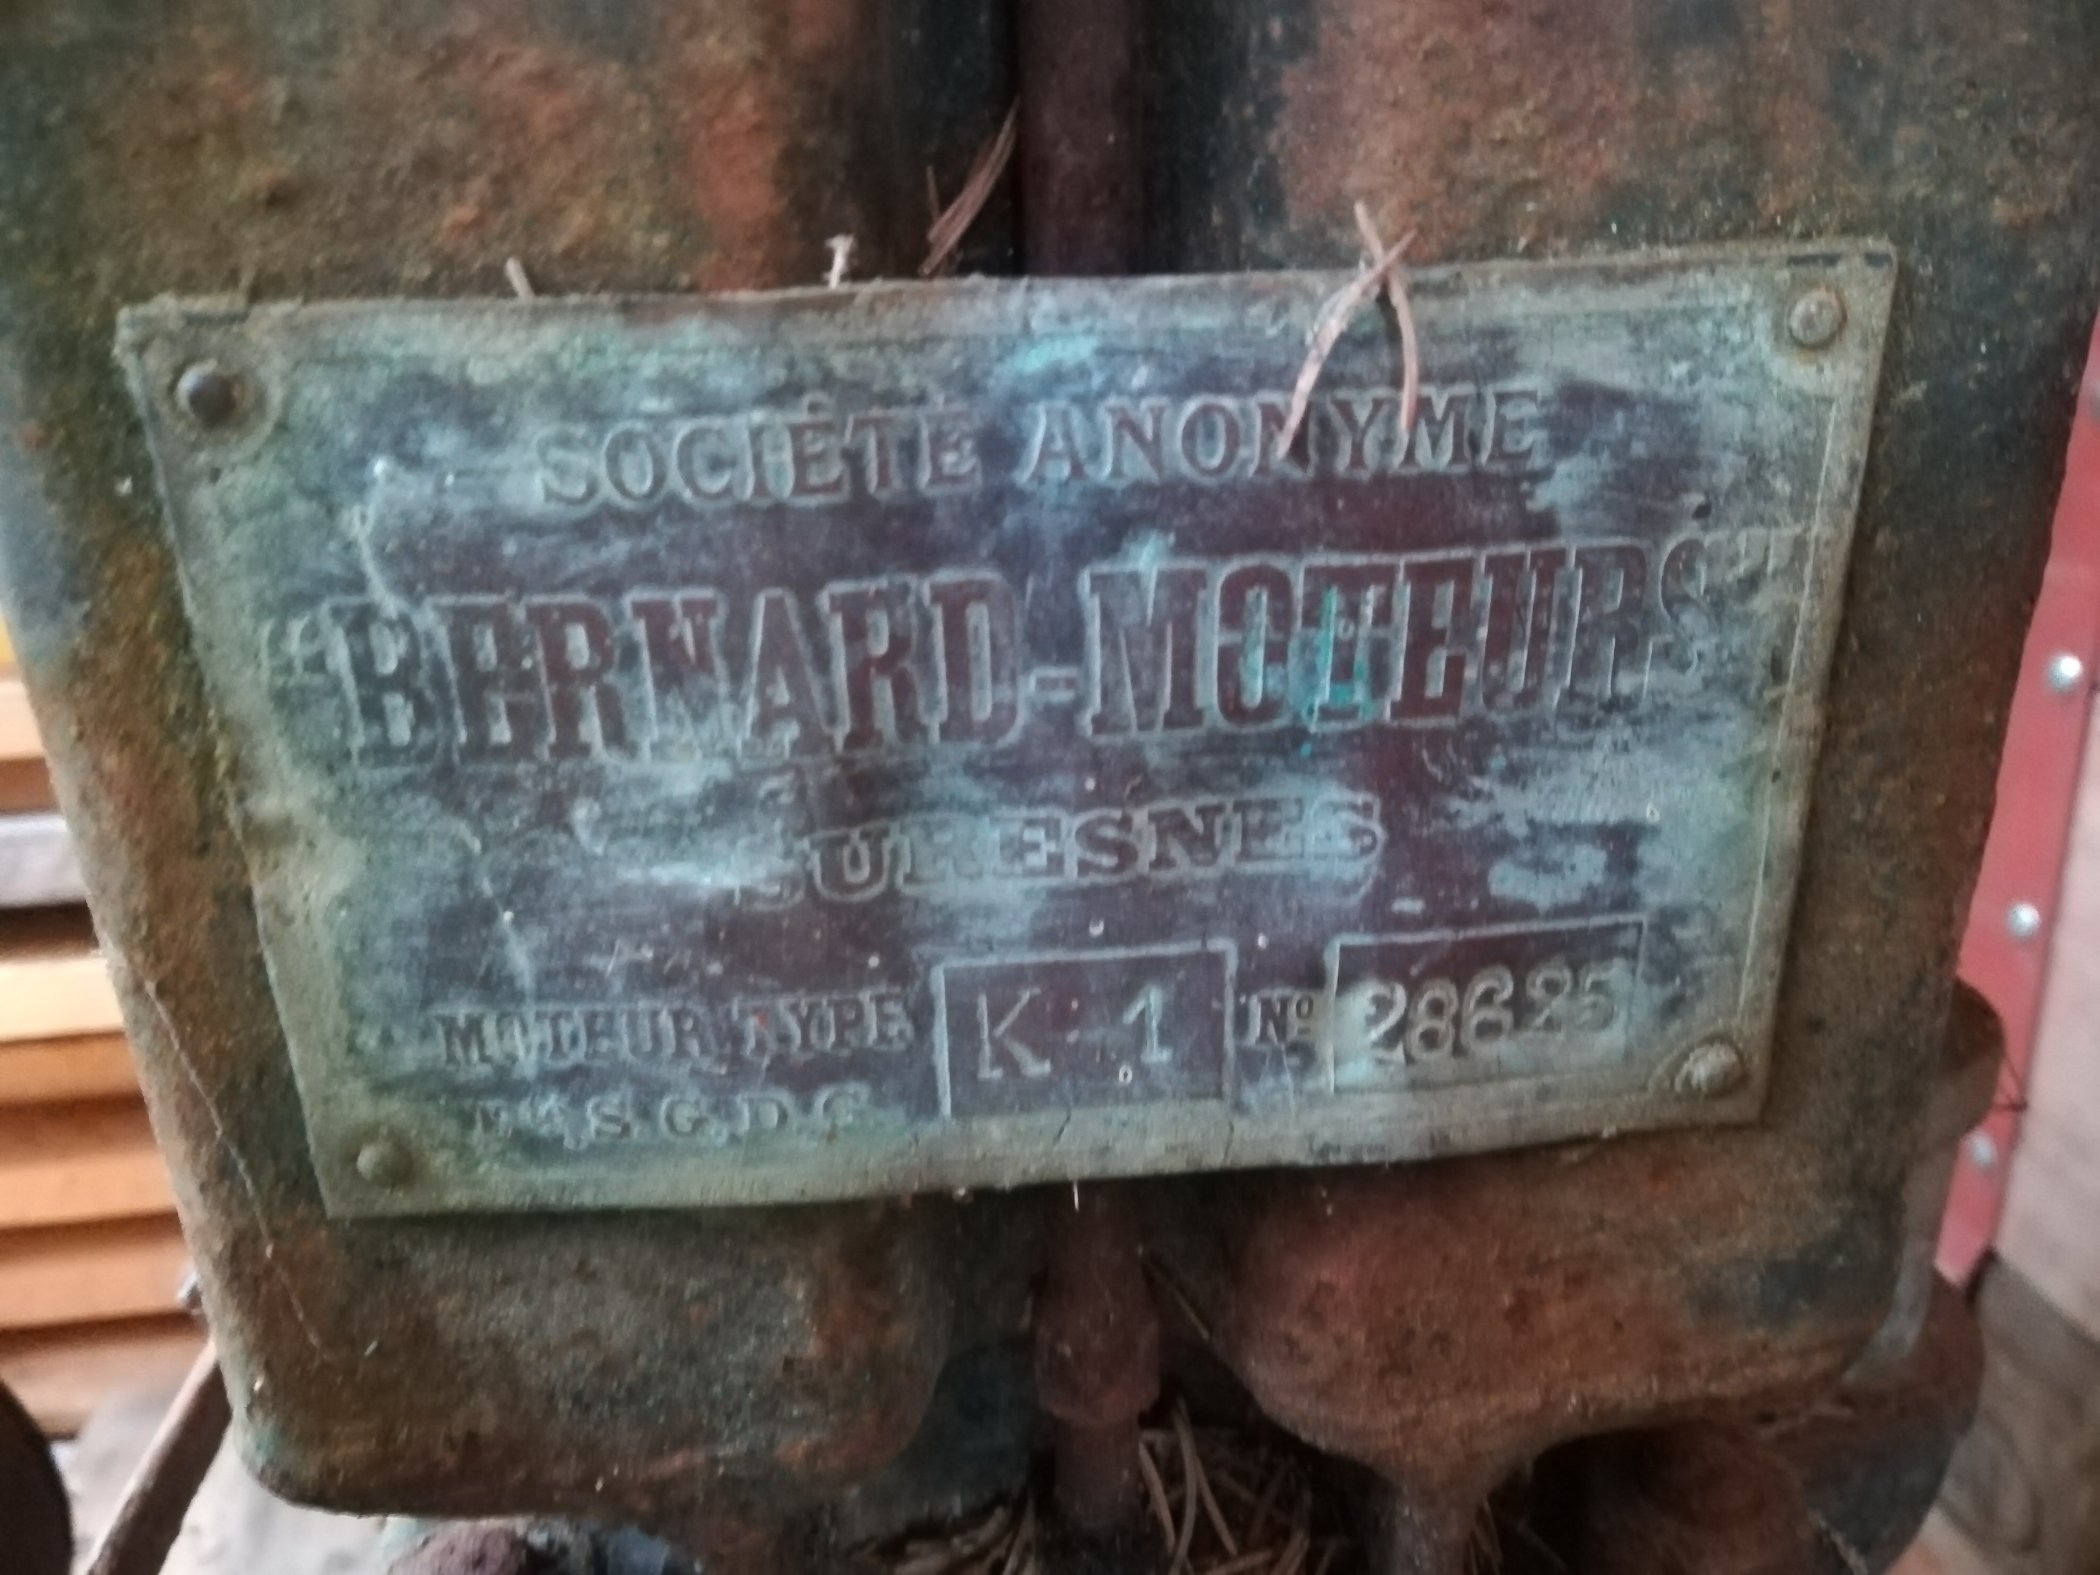 SOCIÉTÉ ANONYME
"BERNARD-MOTEURS"
SURESNES
MOTEUR TYPE K-1 No 28625
S.G.D.G.